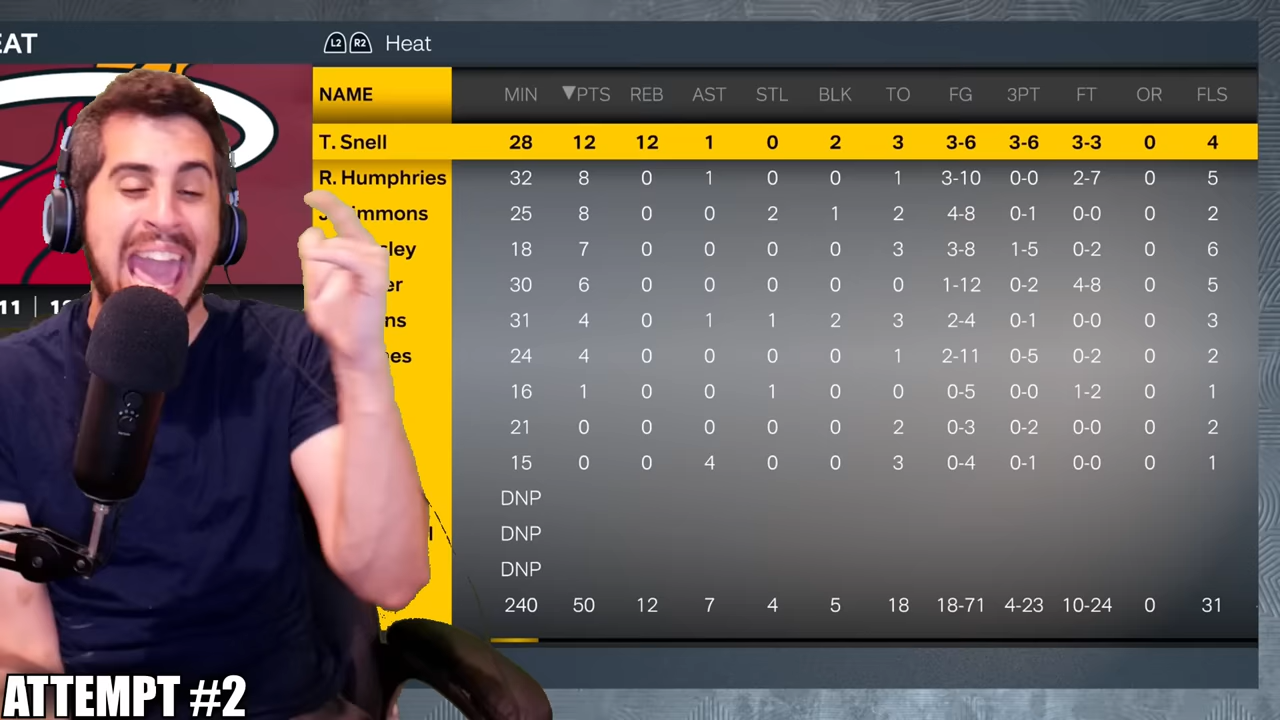 EAT
L2 R2 Heat
NAME MIN ▼PTS REB AST STL BLK TO FG 3PT FT OR FLS
T. Snell 28 12 12 1 0 2 3 3-6 3-6 3-3 0 4
R. Humphries 32 8 0 1 0 0 1 3-10 0-0 2-7 0 5
J. immons 25 8 0 0 2 1 2 4-8 0-1 0-0 0 2
sley 18 7 0 0 0 0 3 3-8 1-5 0-2 0 6
er 30 6 0 0 0 0 0 1-12 0-2 4-8 0 5
ns 31 4 0 1 1 2 3 2-4 0-1 0-0 0 3
nes 24 4 0 0 0 0 1 2-11 0-5 0-2 0 2
16 1 0 0 1 0 0 0-5 0-0 1-2 0 1
21 0 0 0 0 0 2 0-3 0-2 0-0 0 2
15 0 0 4 0 0 3 0-4 0-1 0-0 0 1
DNP
DNP
DNP
240 50 12 7 4 5 18 18-71 4-23 10-24 0 31
11
ATTEMPT #2